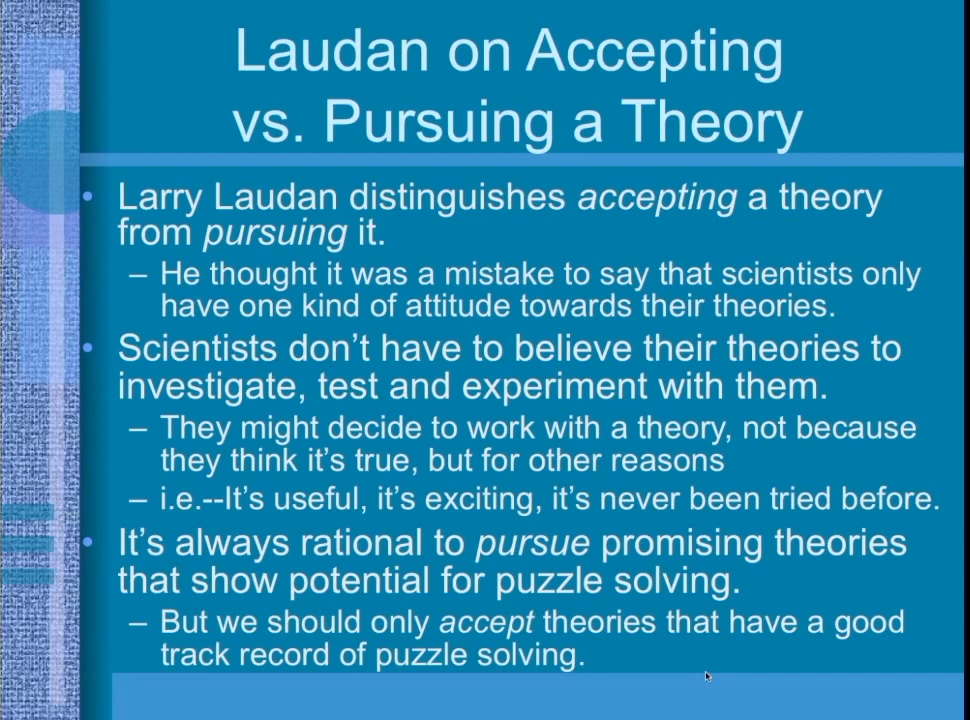 Laudan on Accepting
vs. Pursuing a Theory
• Larry Laudan distinguishes accepting a theory
from pursuing it.
– He thought it was a mistake to say that scientists only
have one kind of attitude towards their theories.
• Scientists don’t have to believe their theories to
investigate, test and experiment with them.
– They might decide to work with a theory, not because
they think it’s true, but for other reasons
– i.e.--It’s useful, it’s exciting, it’s never been tried before.
• It’s always rational to pursue promising theories
that show potential for puzzle solving.
– But we should only accept theories that have a good
track record of puzzle solving.